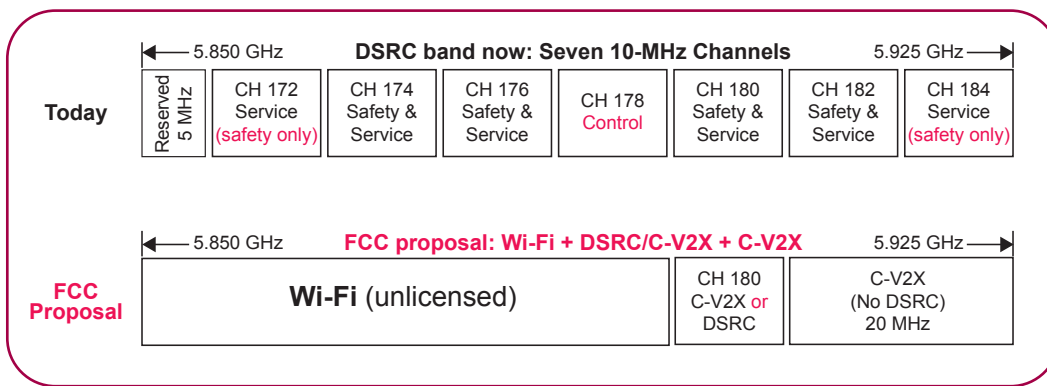 5.850 GHz DSRC band now: Seven 10-MHz Channels 5.925 GHz
Today
Reserved
5 MHz
CH 172
Service
(safety only)
CH 174
Safety &
Service
CH 176
Safety &
Service
CH 178
Control
CH 180
Safety &
Service
CH 182
Safety &
Service
CH 184
Service
(safety only)
5.850 GHz FCC proposal: Wi-Fi + DSRC/C-V2X + C-V2X 5.925 GHz
FCC
Proposal
Wi-Fi (unlicensed)
CH 180
C-V2X or
DSRC
C-V2X
(No DSRC)
20 MHz